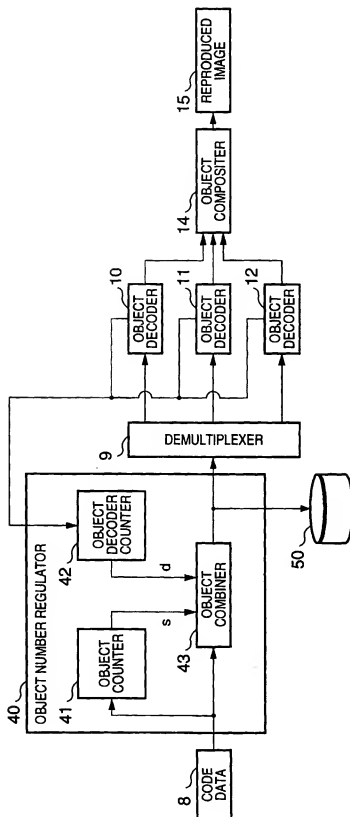 40
OBJECT NUMBER REGULATOR
8
CODE
DATA
41
OBJECT
COUNTER
s
42
OBJECT
DECODER
COUNTER
d
43
OBJECT
COMBINER
50
9
DEMULTIPLEXER
10
OBJECT
DECODER
11
OBJECT
DECODER
12
OBJECT
DECODER
14
OBJECT
COMPOSITER
15
REPRODUCED
IMAGE